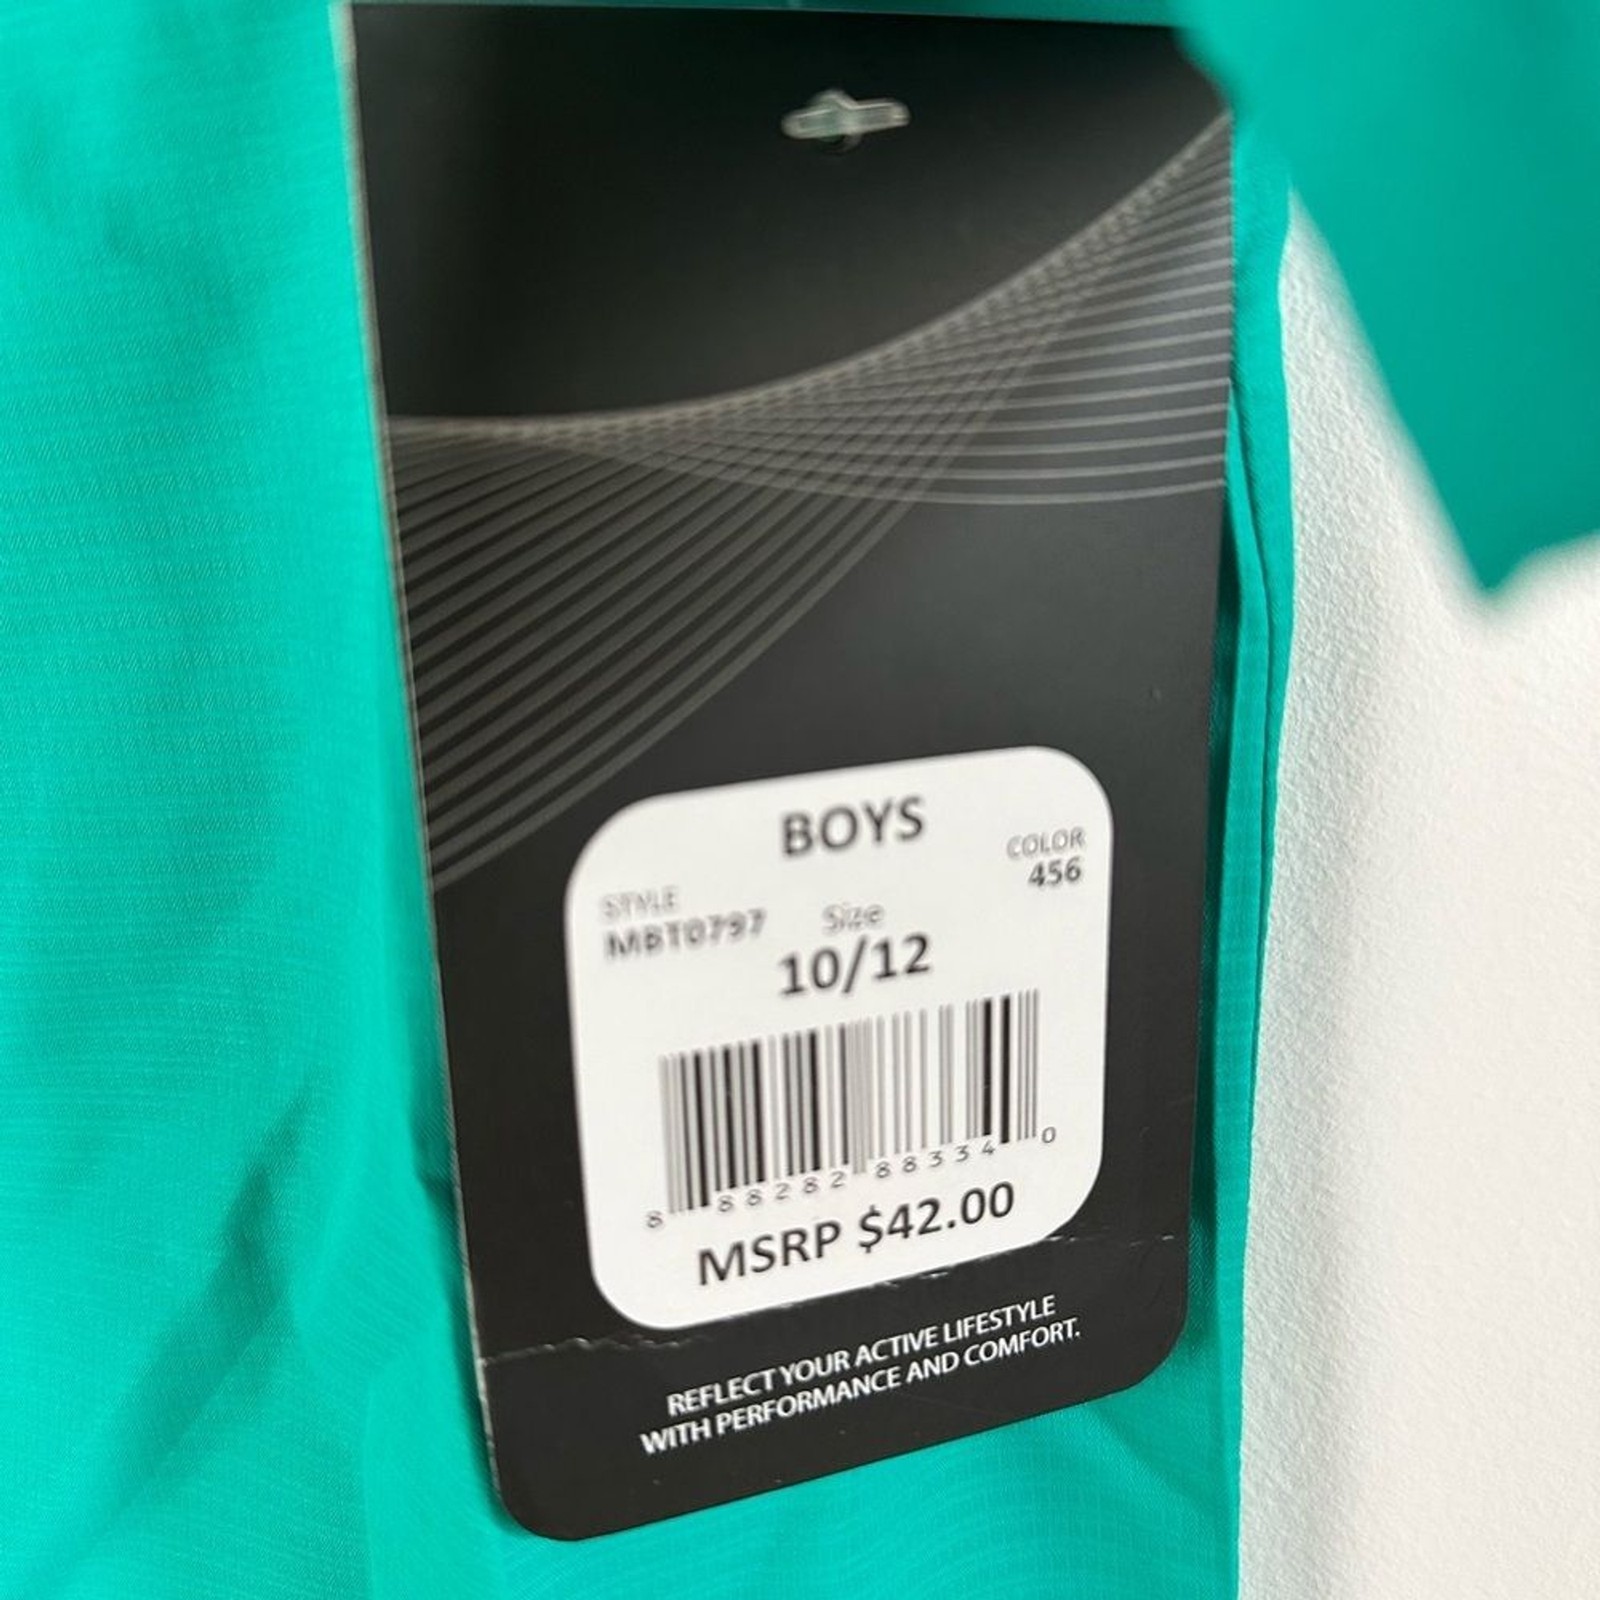 BOYS
COLOR
456
STYLE
MBT0797
Size
10/12
8 88282 88334 0
MSRP $42.00
REFLECT YOUR ACTIVE LIFESTYLE
WITH PERFORMANCE AND COMFORT.